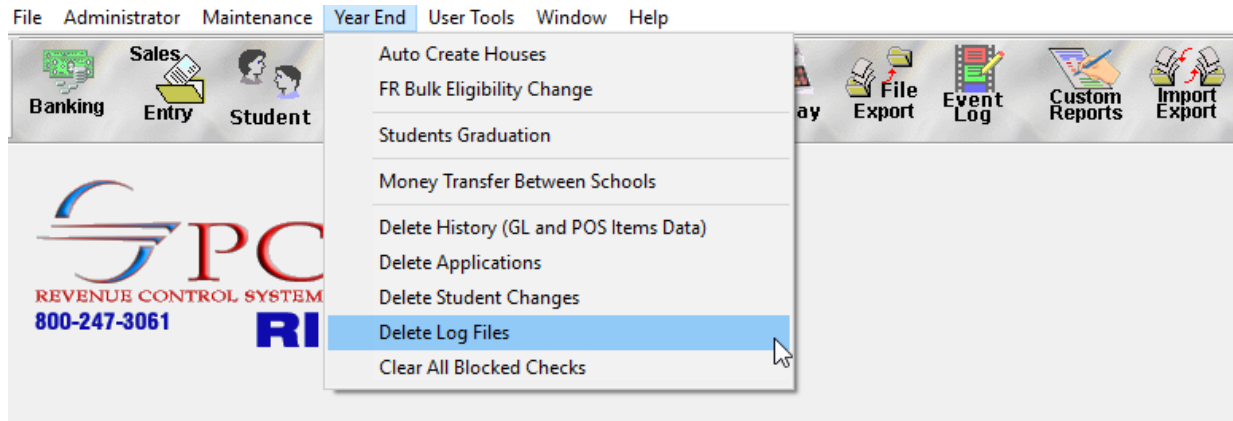 File Administrator Maintenance Year End User Tools Window Help
Banking
Sales
Entry
Student
ay
File
Export
Event
Log
Custom
Reports
Import
Export
Auto Create Houses
FR Bulk Eligibility Change
Students Graduation
Money Transfer Between Schools
Delete History (GL and POS Items Data)
Delete Applications
Delete Student Changes
Delete Log Files
Clear All Blocked Checks
PC
REVENUE CONTROL SYSTEM
800-247-3061
RI